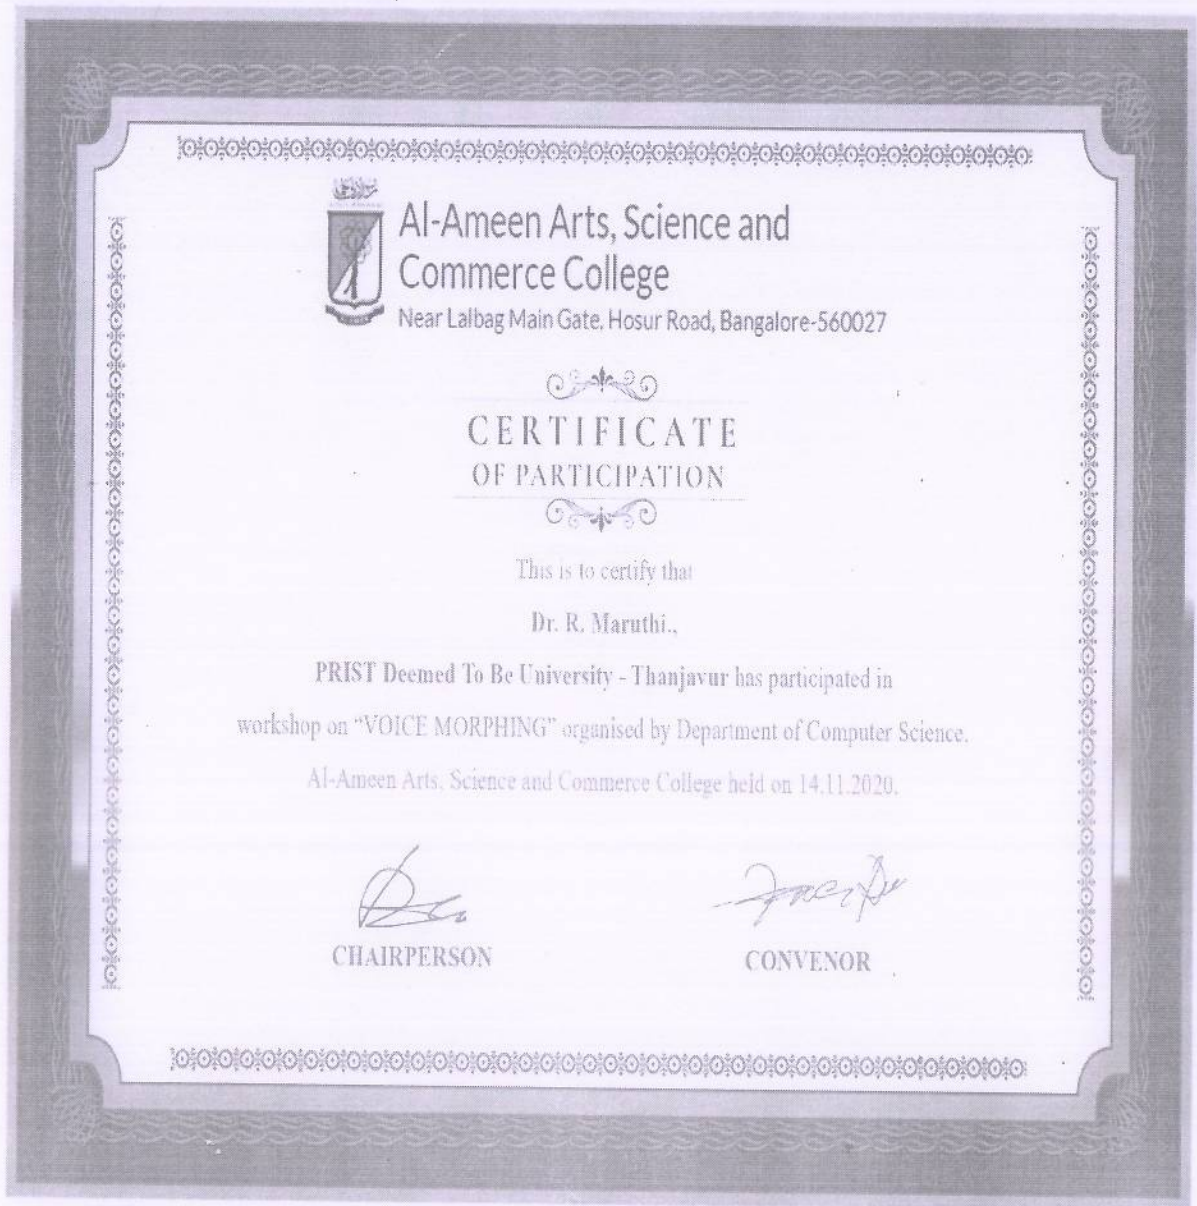 Al-Ameen Arts, Science and
Commerce College
Near Lalbag Main Gate, Hosur Road, Bangalore-560027
CERTIFICATE
OF PARTICIPATION
This is to certify that
Dr. R. Maruthi.,
PRIST Deemed To Be University - Thanjavur has participated in
workshop on “VOICE MORPHING” organised by Department of Computer Science.
Al-Ameen Arts, Science and Commerce College held on 14.11.2020.
CHAIRPERSON
CONVENOR